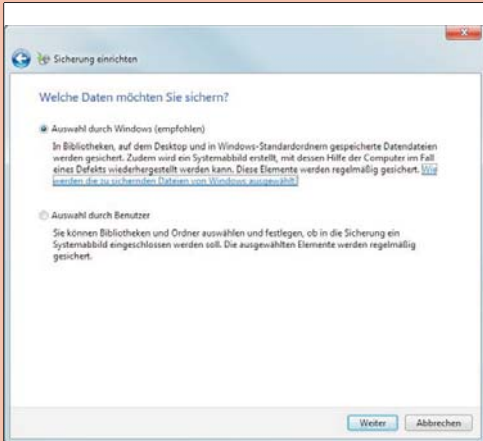 Sicherung einrichten
Welche Daten möchten Sie sichern?
Auswahl durch Windows (empfohlen)
In Bibliotheken, auf dem Desktop und in Windows-Standardordnern gespeicherte Datendateien
werden gesichert. Zudem wird ein Systemabbild erstellt, mit dessen Hilfe der Computer im Fall
eines Defekts wiederhergestellt werden kann. Diese Elemente werden regelmäßig gesichert. Wie
werden die zu sichernden Dateien von Windows ausgewählt?
Auswahl durch Benutzer
Sie können Bibliotheken und Ordner auswählen und festlegen, ob in die Sicherung ein
Systemabbild eingeschlossen werden soll. Die ausgewählten Elemente werden regelmäßig
gesichert.
Weiter Abbrechen